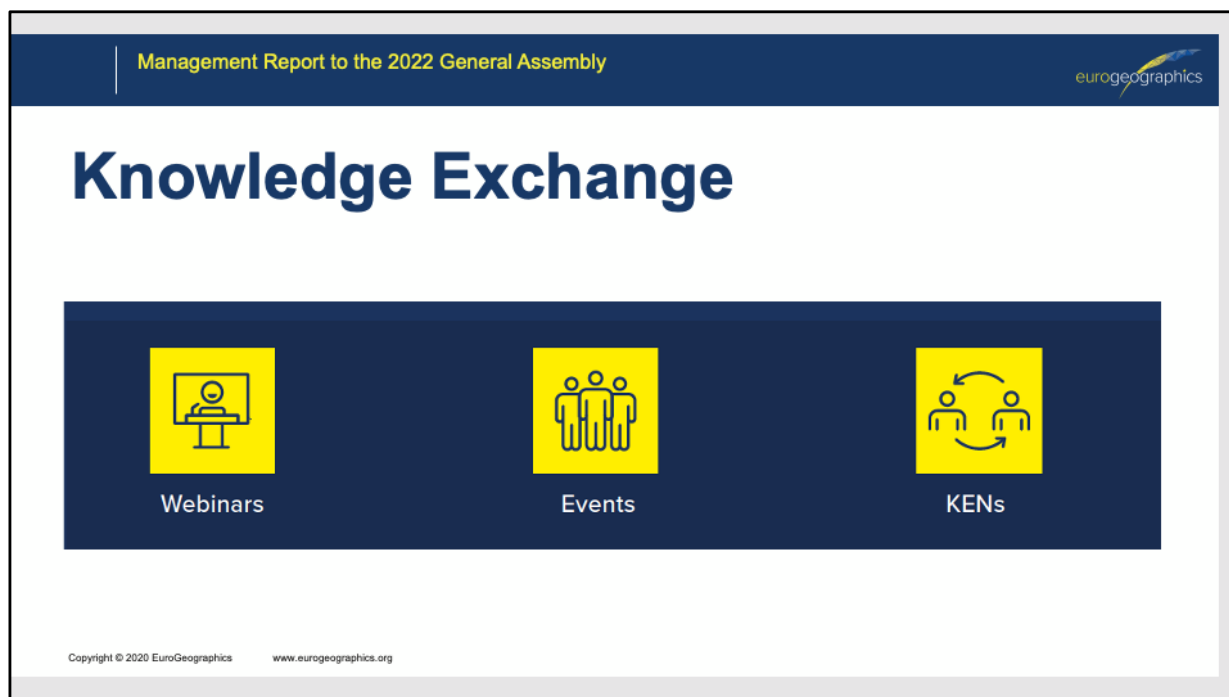 Management Report to the 2022 General Assembly
eurogeographics
Knowledge Exchange
Webinars
Events
KENs
Copyright © 2020 EuroGeographics www.eurogeographics.org